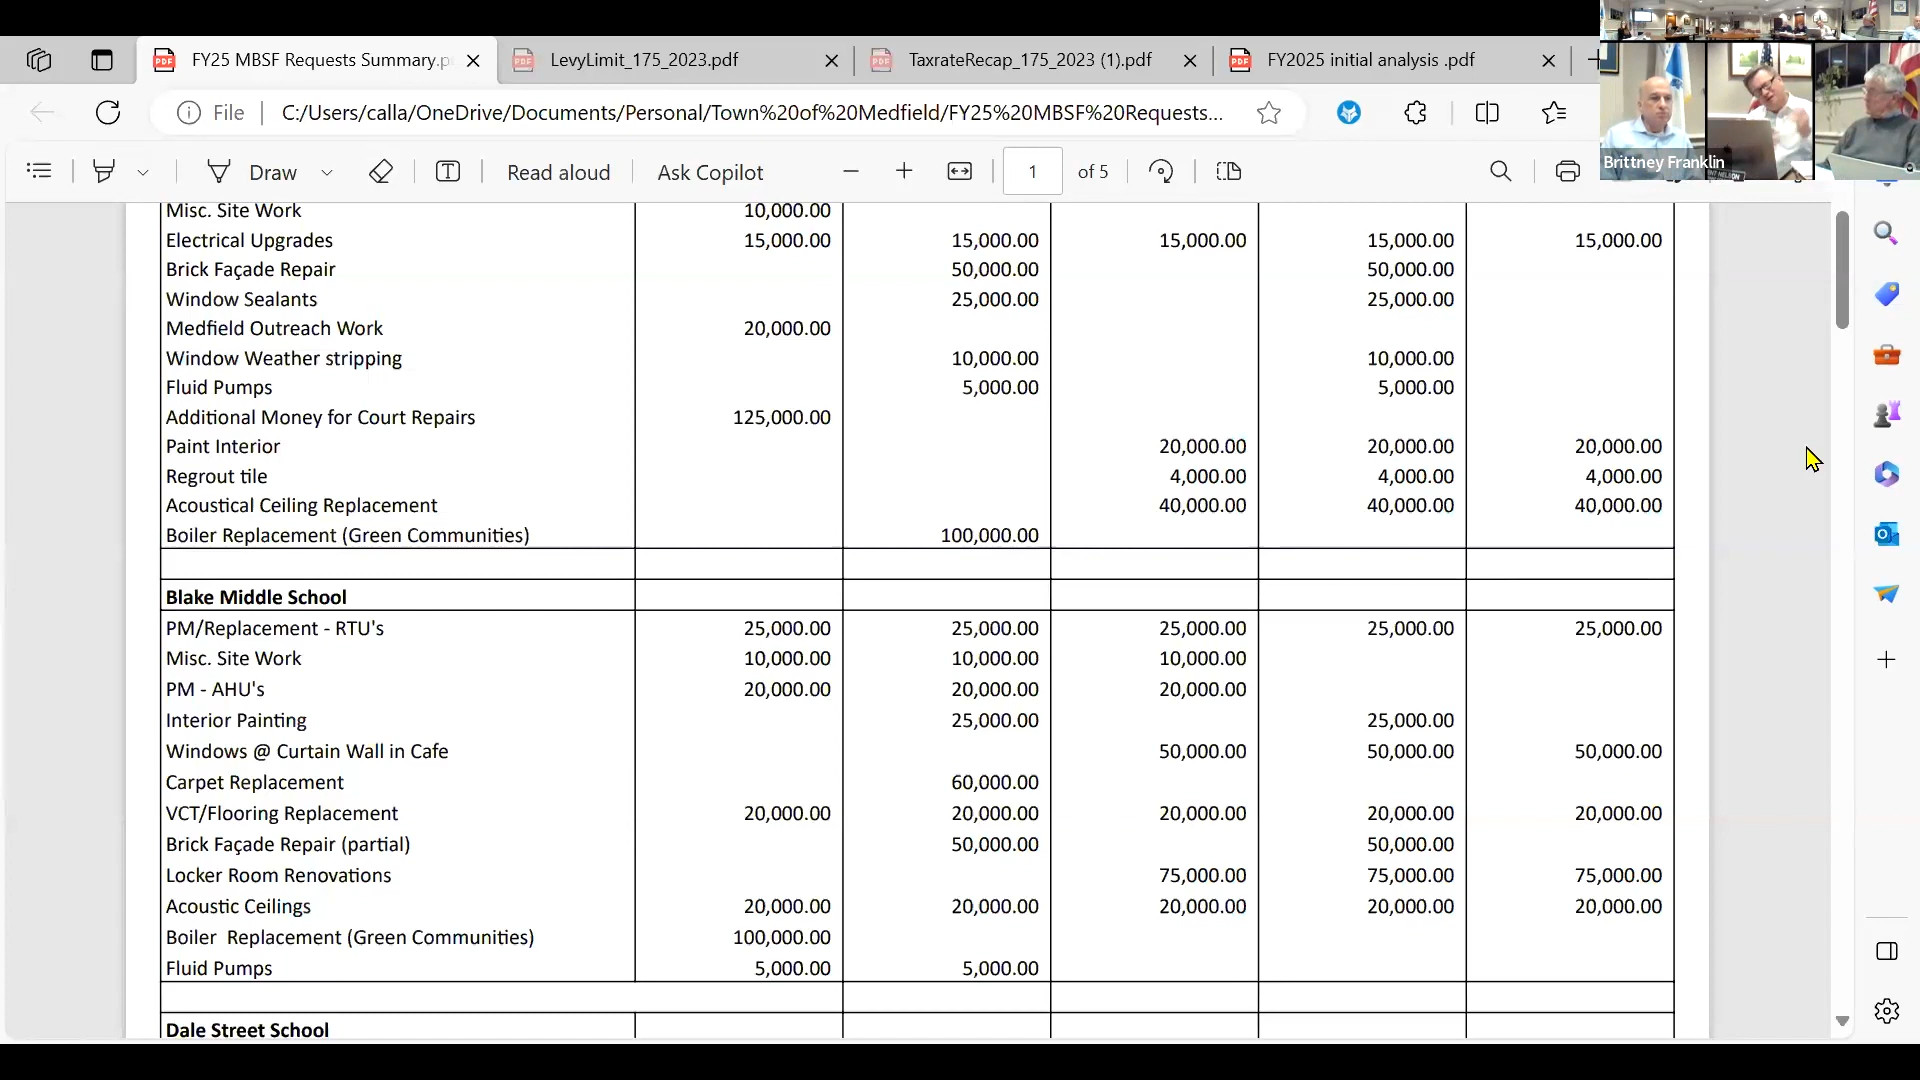 FY25 MBSF Requests Summary.p
LevyLimit_175_2023.pdf
TaxrateRecap_175_2023 (1).pdf
FY2025 initial analysis .pdf
File
C:/Users/calla/OneDrive/Documents/Personal/Town%20of%20Medfield/FY25%20MBSF%20Requests...
Brittney Franklin
Draw
Read aloud
Ask Copilot
1 of 5
Misc. Site Work 10,000.00
Electrical Upgrades 15,000.00 15,000.00 15,000.00 15,000.00 15,000.00
Brick Façade Repair 50,000.00 50,000.00
Window Sealants 25,000.00 25,000.00
Medfield Outreach Work 20,000.00
Window Weather stripping 10,000.00 10,000.00
Fluid Pumps 5,000.00 5,000.00
Additional Money for Court Repairs 125,000.00
Paint Interior 20,000.00 20,000.00 20,000.00
Regrout tile 4,000.00 4,000.00 4,000.00
Acoustical Ceiling Replacement 40,000.00 40,000.00 40,000.00
Boiler Replacement (Green Communities) 100,000.00
Blake Middle School
PM/Replacement - RTU's 25,000.00 25,000.00 25,000.00 25,000.00 25,000.00
Misc. Site Work 10,000.00 10,000.00 10,000.00
PM - AHU's 20,000.00 20,000.00 20,000.00
Interior Painting 25,000.00 25,000.00
Windows @ Curtain Wall in Cafe 50,000.00 50,000.00 50,000.00
Carpet Replacement 60,000.00
VCT/Flooring Replacement 20,000.00 20,000.00 20,000.00 20,000.00 20,000.00
Brick Façade Repair (partial) 50,000.00 50,000.00
Locker Room Renovations 75,000.00 75,000.00 75,000.00
Acoustic Ceilings 20,000.00 20,000.00 20,000.00 20,000.00 20,000.00
Boiler  Replacement (Green Communities) 100,000.00
Fluid Pumps 5,000.00 5,000.00
Dale Street School